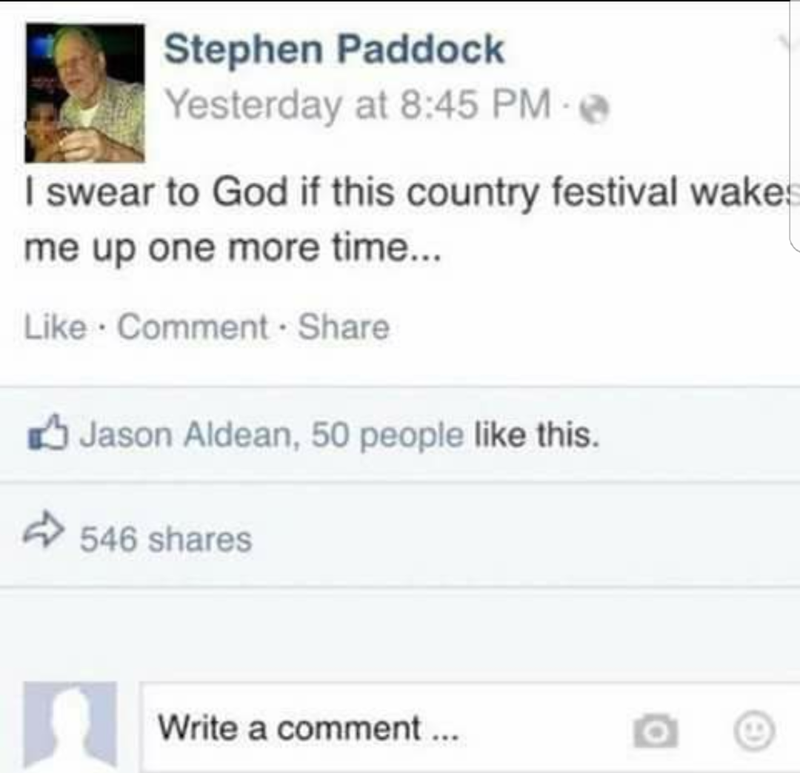 Stephen Paddock
Yesterday at 8:45 PM ·
I swear to God if this country festival wakes
me up one more time...
Like · Comment · Share
Jason Aldean, 50 people like this.
546 shares
Write a comment ...